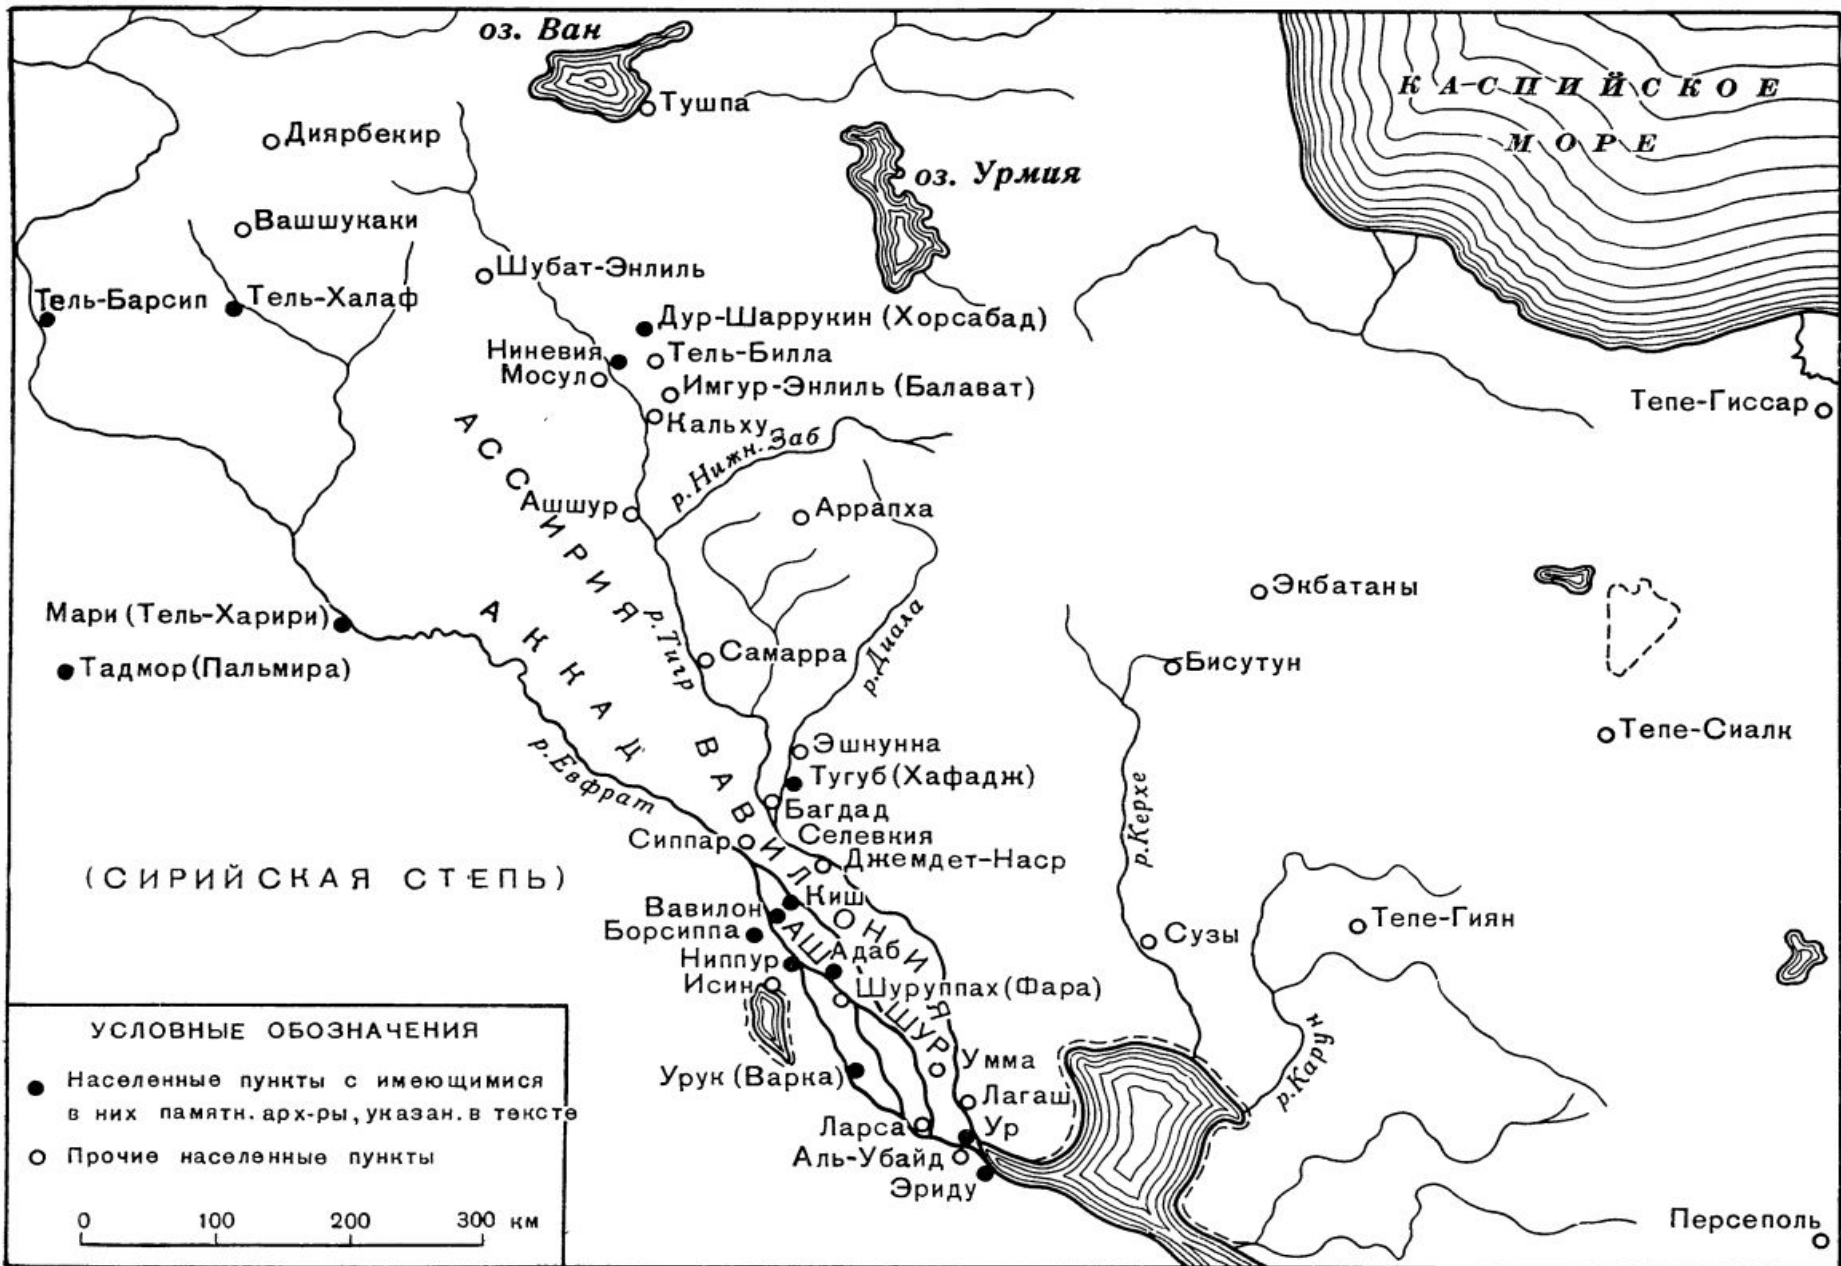 оз. Ван
Тушпа
КАСПИЙСКОЕ
МОРЕ
Диярбекир
оз. Урмия
Вашшукаки
Шубат-Энлиль
Тель-Барсип
Тель-Халаф
Дур-Шаррукин (Хорсабад)
Ниневия
Тель-Билла
Мосул
Имгур-Энлиль (Балават)
Кальху
Тепе-Гиссар
АССИРИЯ
р. Нижн. Заб
Ашшур
Аррапха
Экбатаны
Мари (Тель-Харири)
АККАД
р. Тигр
р. Диала
Самарра
Бисутун
Тадмор (Пальмира)
Тепе-Сиалк
р. Евфрат
ВАВИЛОНИЯ
Эшнунна
Тугуб (Хафадж)
Багдад
р. Керхе
Сиппар
Селевкия
Джемдет-Наср
(СИРИЙСКАЯ СТЕПЬ)
Киш
Вавилон
Борсиппа
АШШУР
Адаб
Сузы
Тепе-Гиян
Ниппур
Исин
Шуруппах (Фара)
Умма
р. Карун
Урук (Варка)
Лагаш
Ларса
Ур
Аль-Убайд
Эриду
Персеполь
УСЛОВНЫЕ ОБОЗНАЧЕНИЯ
Населенные пункты с имеющимися
в них памятн. арх-ры, указан. в тексте
Прочие населенные пункты
0 100 200 300 км